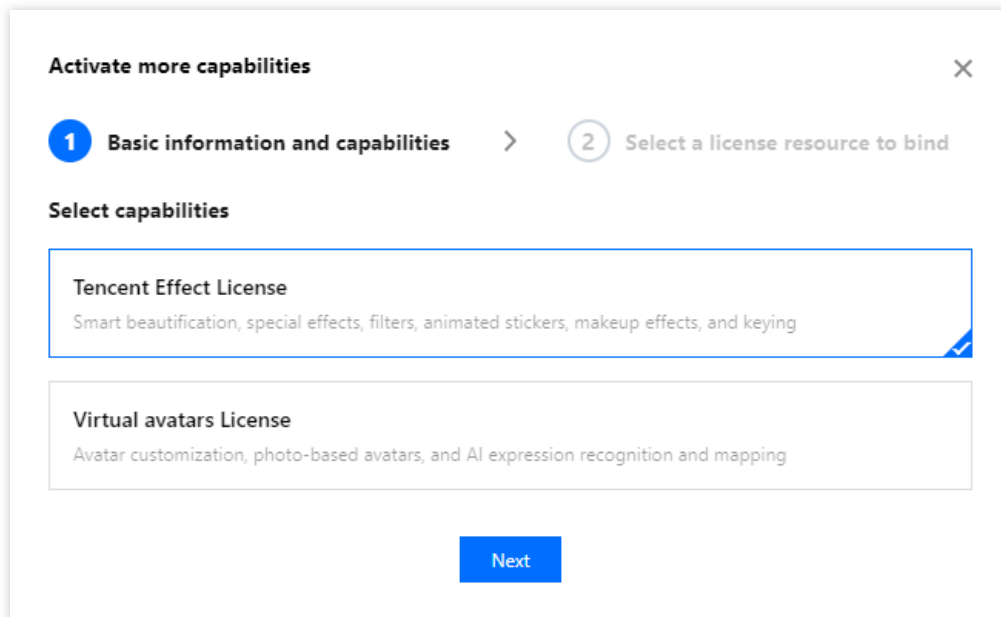 Activate more capabilities
1 Basic information and capabilities > 2 Select a license resource to bind
Select capabilities
Tencent Effect License
Smart beautification, special effects, filters, animated stickers, makeup effects, and keying
Virtual avatars License
Avatar customization, photo-based avatars, and AI expression recognition and mapping
Next